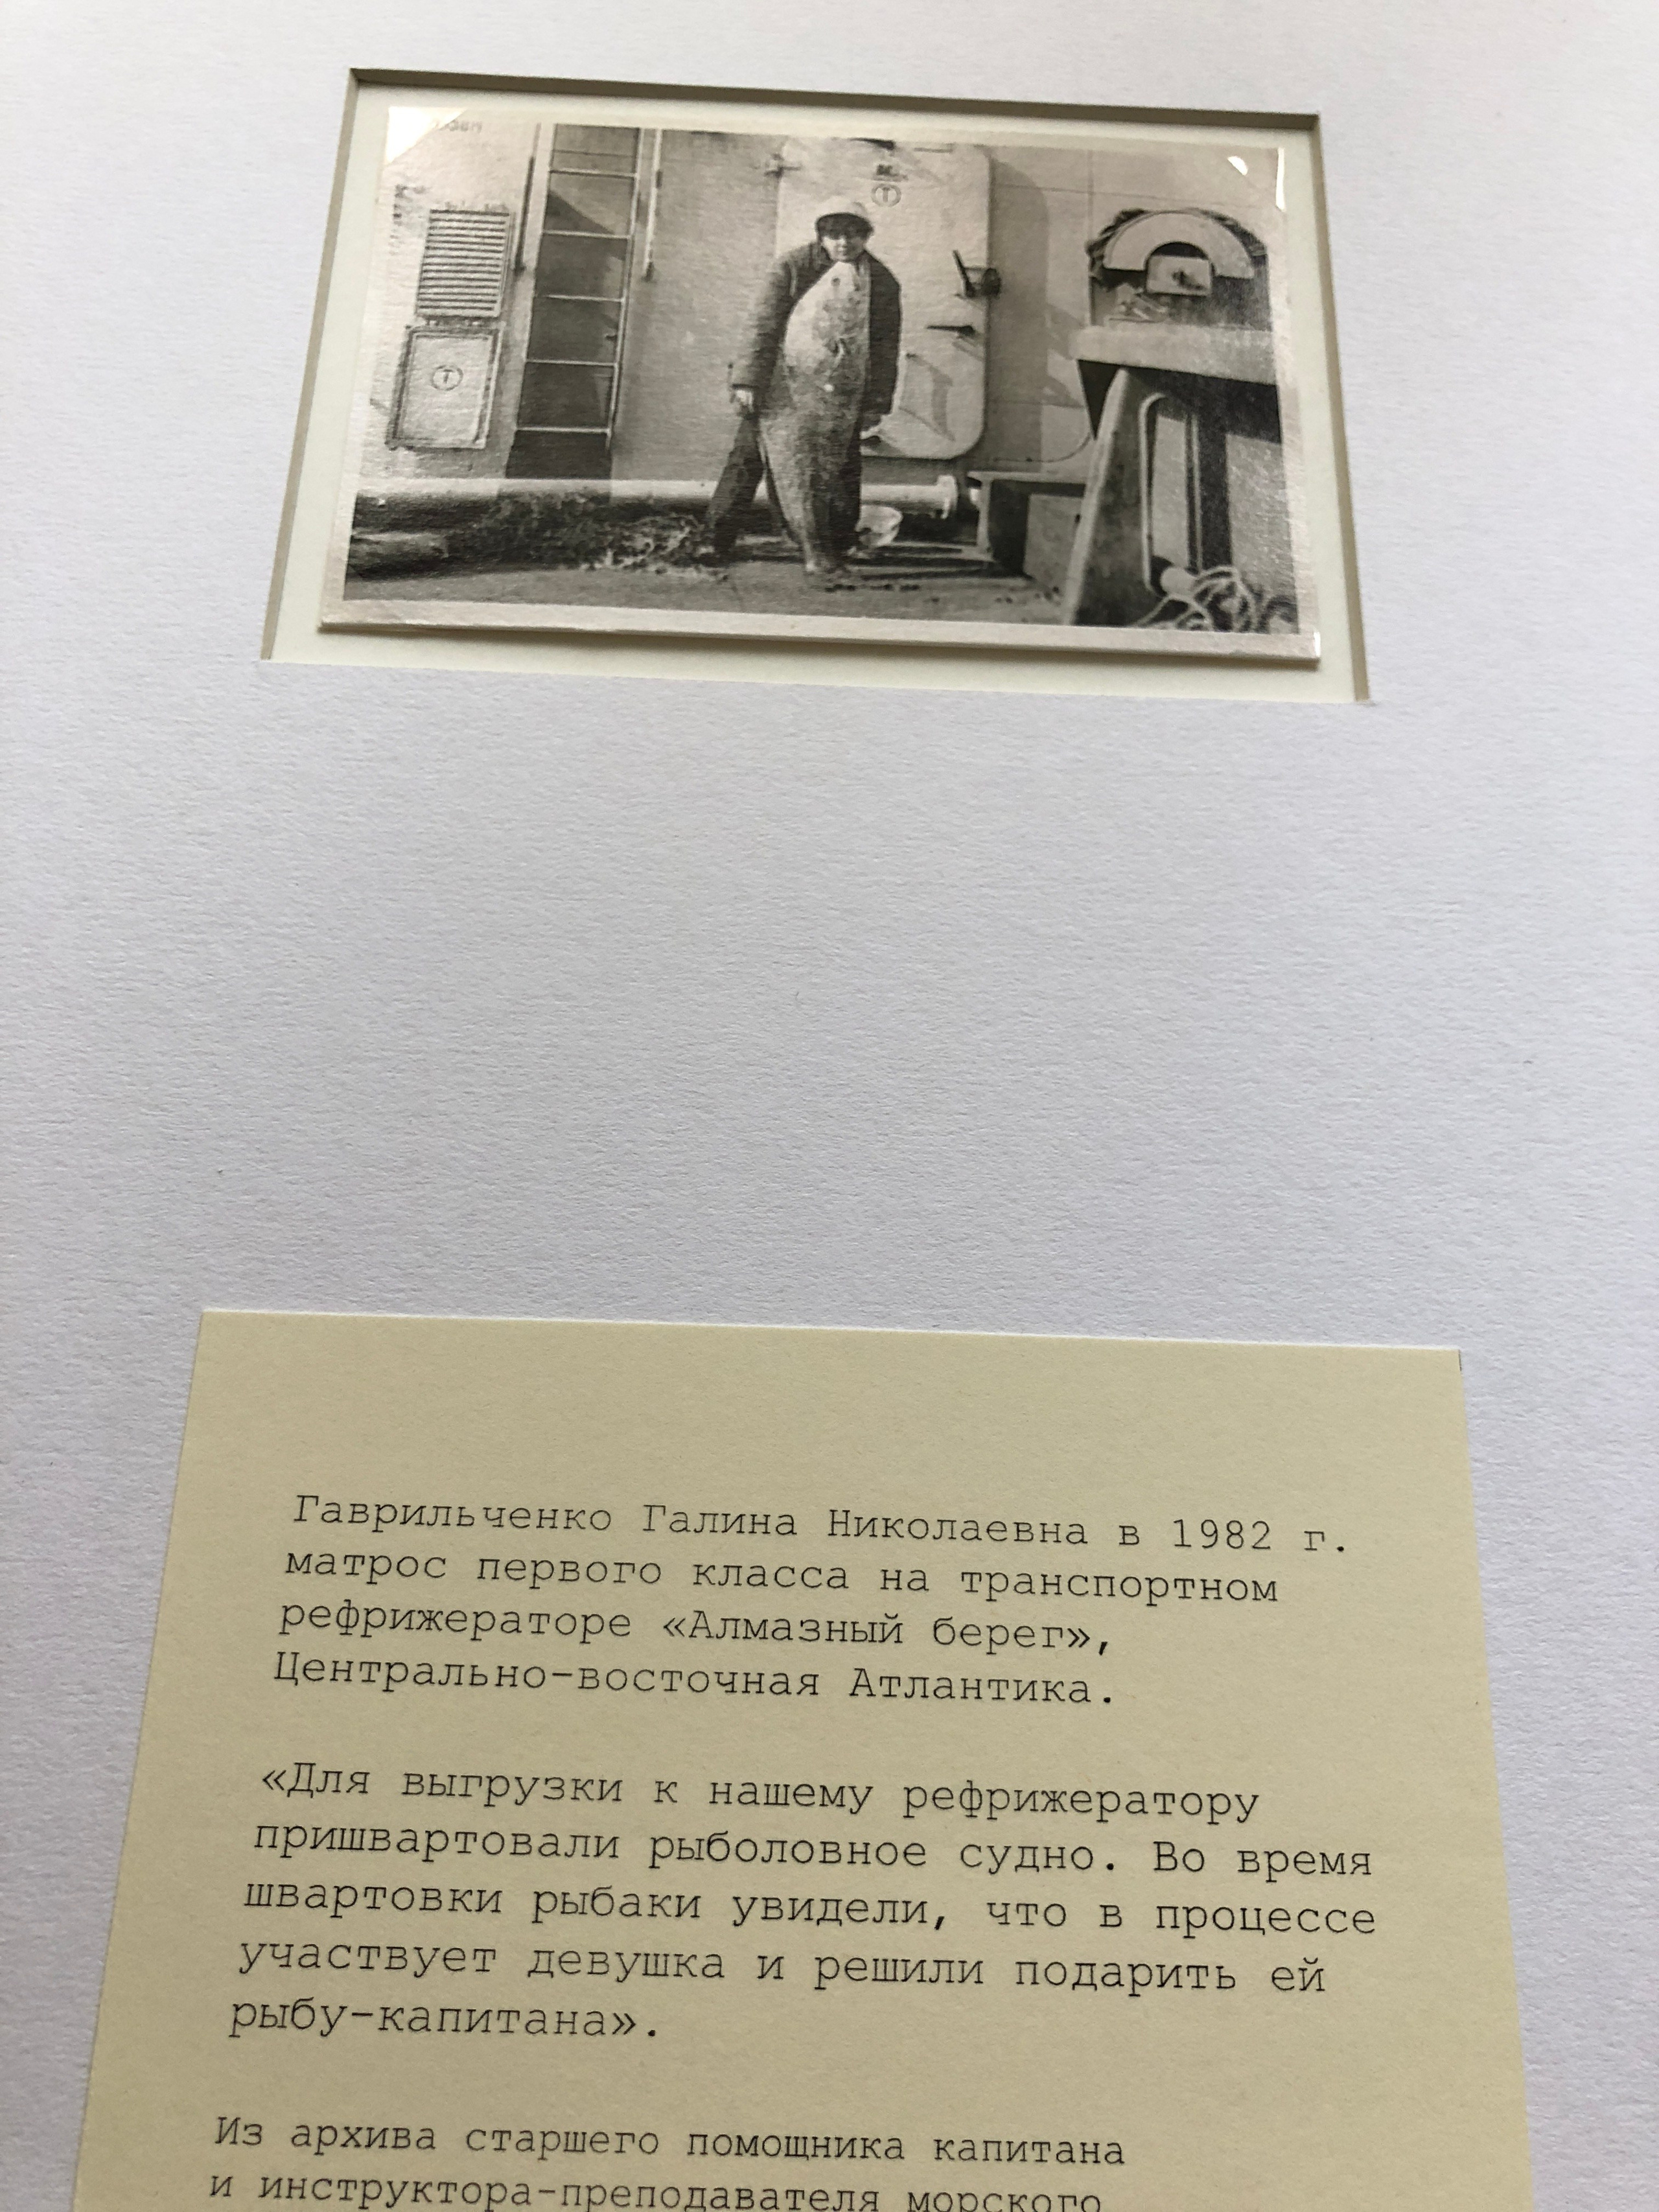 Т
Т
Гаврильченко Галина Николаевна в 1982 г.
матрос первого класса на транспортном
рефрижераторе «Алмазный берег»,
Центрально-восточная Атлантика.
«Для выгрузки к нашему рефрижератору
пришвартовали рыболовное судно. Во время
швартовки рыбаки увидели, что в процессе
участвует девушка и решили подарить ей
рыбу-капитана».
Из архива старшего помощника капитана
и инструктора-преподавателя морского